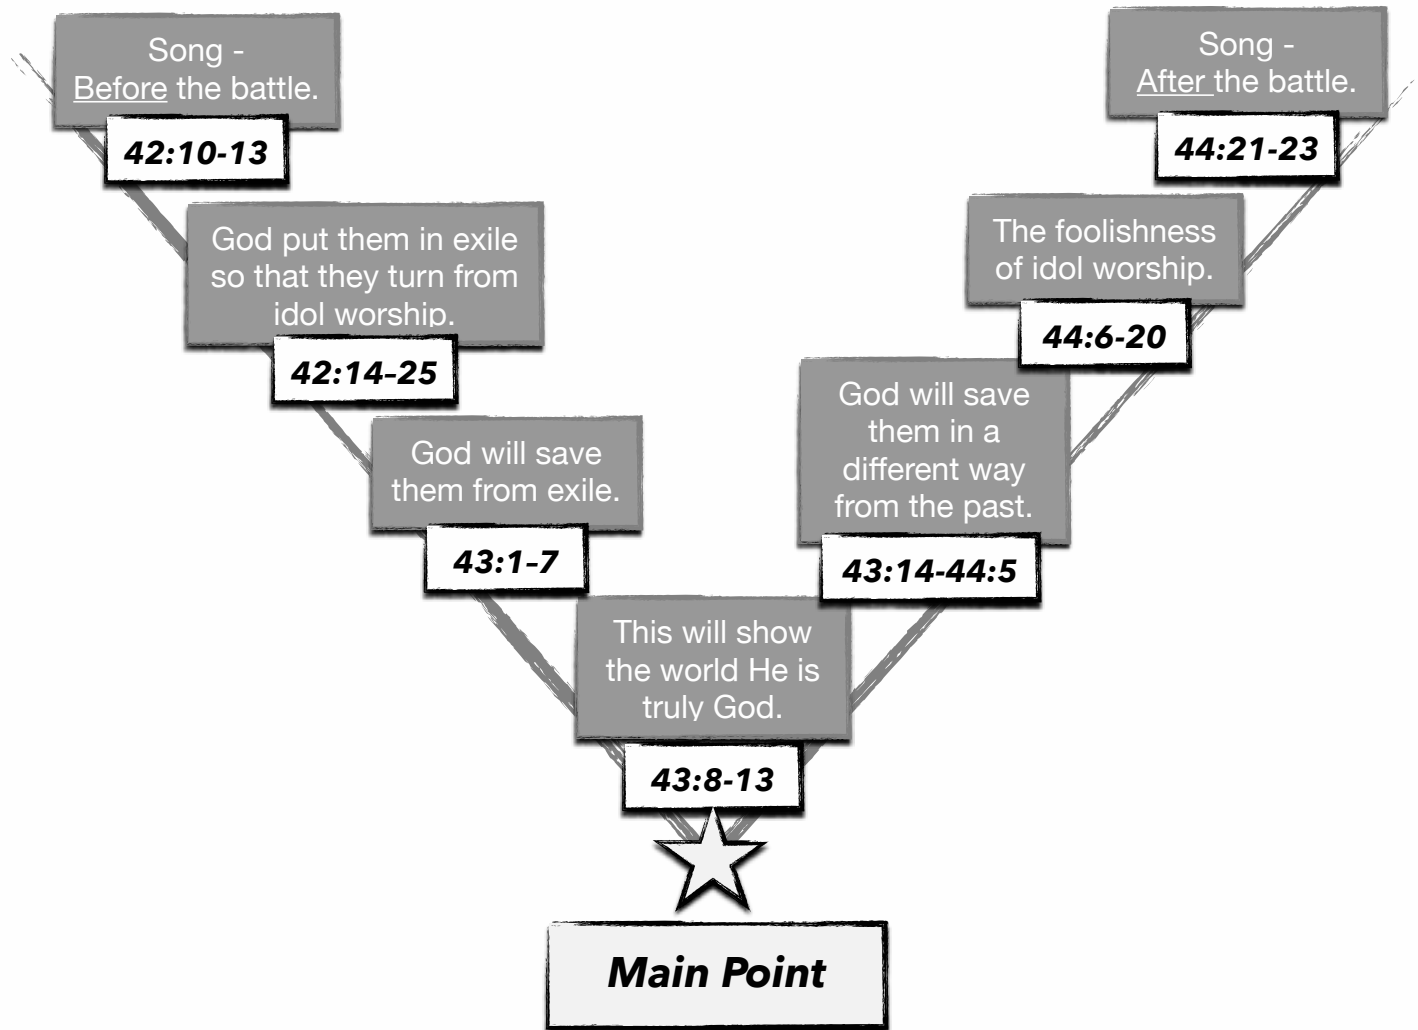 Song -
Before the battle.
42:10-13
God put them in exile
so that they turn from
idol worship.
42:14–25
God will save
them from exile.
43:1–7
This will show
the world He is
truly God.
43:8-13
Main Point
God will save
them in a
different way
from the past.
43:14-44:5
The foolishness
of idol worship.
44:6-20
Song -
After the battle.
44:21-23